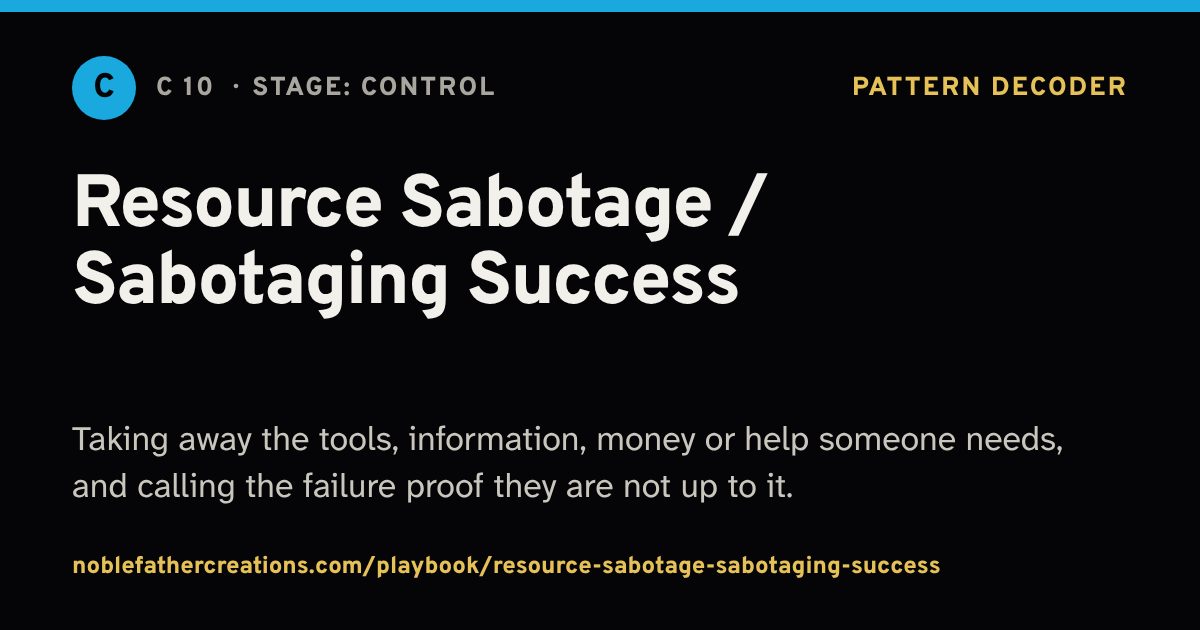 C
C 10 · STAGE: CONTROL
PATTERN DECODER
Resource Sabotage /
Sabotaging Success
Taking away the tools, information, money or help someone needs,
and calling the failure proof they are not up to it.
noblefathercreations.com/playbook/resource-sabotage-sabotaging-success